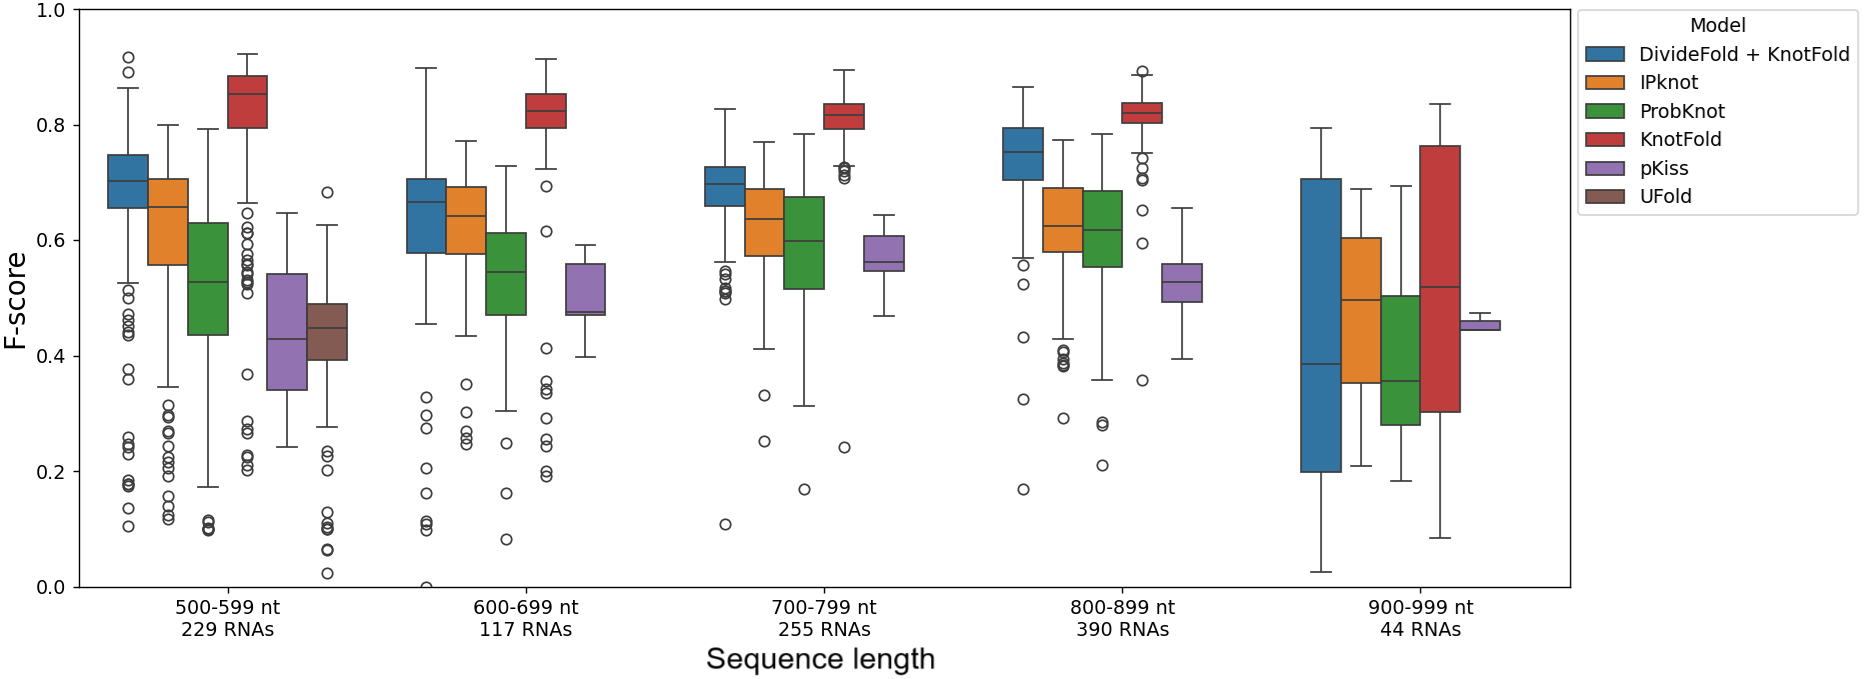 1.0
0.8
0.6
0.4
0.2
0.0
F-score
500-599 nt
229 RNAs
600-699 nt
117 RNAs
700-799 nt
255 RNAs
800-899 nt
390 RNAs
900-999 nt
44 RNAs
Sequence length
Model
DivideFold + KnotFold
IPknot
ProbKnot
KnotFold
pKiss
UFold